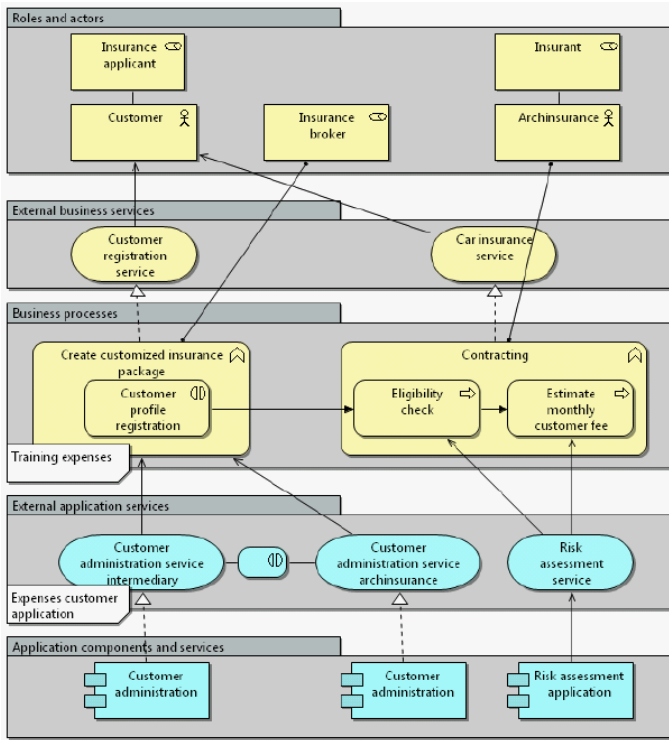 Roles and actors
Insurance
applicant
Insurant
Customer
Insurance
broker
Archinsurance
External business services
Customer
registration
service
Car insurance
service
Business processes
Create customized insurance
package
Contracting
Customer
profile
registration
Eligibility
check
Estimate
monthly
customer fee
Training expenses
External application services
Customer
administration service
intermediary
Customer
administration service
archinsurance
Risk
assessment
service
Expenses customer
application
Application components and services
Customer
administration
Customer
administration
Risk assessment
application